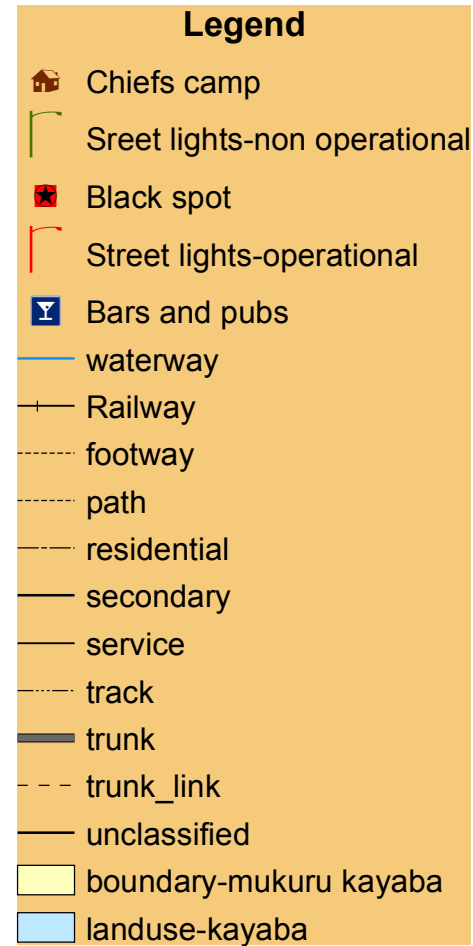 Legend
Chiefs camp
Sreet lights-non operational
Black spot
Street lights-operational
Bars and pubs
waterway
Railway
footway
path
residential
secondary
service
track
trunk
trunk_link
unclassified
boundary-mukuru kayaba
landuse-kayaba